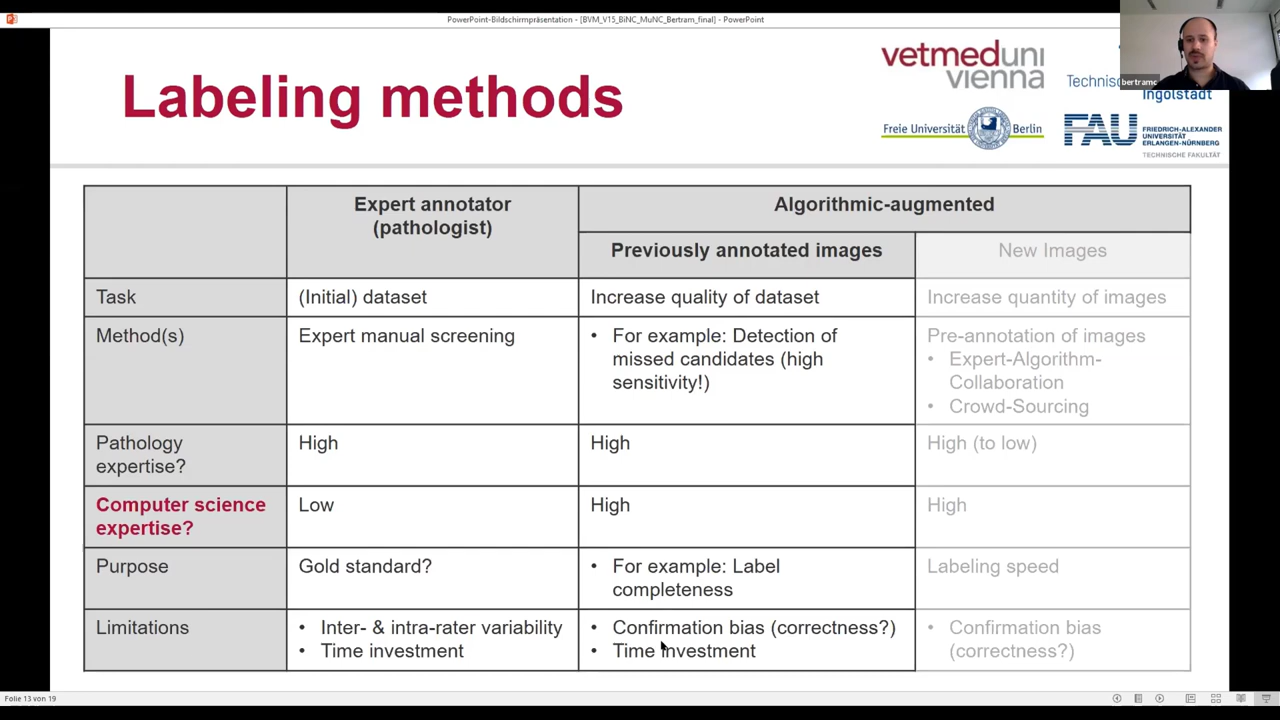 PowerPoint-Bildschirmpräsentation - [BVM_V15_BiNC_MuNC_Bertram_final] - PowerPoint
Labeling methods
vetmeduni
vienna
Freie Universität Berlin
Ingolstadt
FAU FRIEDRICH-ALEXANDER
UNIVERSITÄT
ERLANGEN-NÜRNBERG
TECHNISCHE FAKULTÄT
bertramc
Expert annotator
(pathologist)
Algorithmic-augmented
Previously annotated images
New Images
Task
(Initial) dataset
Increase quality of dataset
Increase quantity of images
Method(s)
Expert manual screening
• For example: Detection of
missed candidates (high
sensitivity!)
Pre-annotation of images
• Expert-Algorithm-
Collaboration
• Crowd-Sourcing
Pathology
expertise?
High
High
High (to low)
Computer science
expertise?
Low
High
High
Purpose
Gold standard?
• For example: Label
completeness
Labeling speed
Limitations
• Inter- & intra-rater variability
• Time investment
• Confirmation bias (correctness?)
• Time investment
• Confirmation bias
(correctness?)
Folie 13 von 19